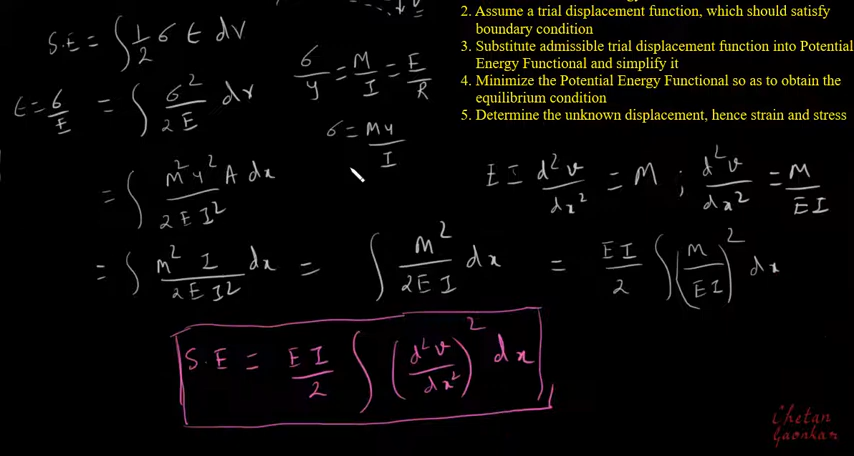 2. Assume a trial displacement function, which should satisfy
boundary condition
3. Substitute admissible trial displacement function into Potential
Energy Functional and simplify it
4. Minimize the Potential Energy Functional so as to obtain the
equilibrium condition
5. Determine the unknown displacement, hence strain and stress
S.E = ∫ 1/2 σ ε dv
σ/y = M/I = E/R
ε = σ/E = ∫ σ²/2E dv
σ = My/I
= ∫ M²y²/2EI² A dx
EI d²v/dx² = M ; d²v/dx² = M/EI
= ∫ M² I/2EI² dx = ∫ M²/2EI dx = EI/2 ∫ (M/EI)² dx
S.E = EI/2 ∫ (d²v/dx²)² dx
Chetan
Gaonkar